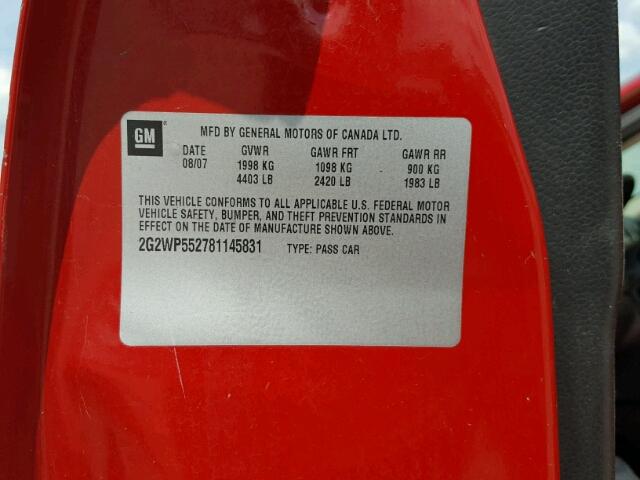 GM
MFD BY GENERAL MOTORS OF CANADA LTD.
DATE GVWR GAWR FRT GAWR RR
08/07 1998 KG 1098 KG 900 KG
4403 LB 2420 LB 1983 LB
THIS VEHICLE CONFORMS TO ALL APPLICABLE U.S. FEDERAL MOTOR
VEHICLE SAFETY, BUMPER, AND THEFT PREVENTION STANDARDS IN
EFFECT ON THE DATE OF MANUFACTURE SHOWN ABOVE.
2G2WP552781145831 TYPE: PASS CAR